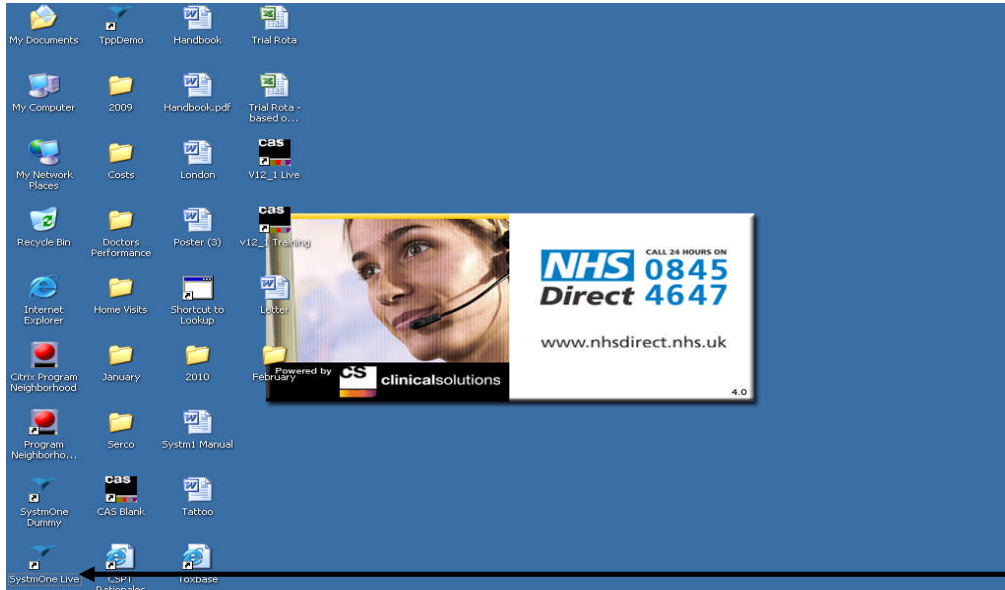 My Documents
TppDemo
Handbook
Trial Rota
My Computer
2009
Handbook.pdf
Trial Rota -
based o...
My Network
Places
Costs
London
cas
V12_1 Live
Recycle Bin
Doctors
Performance
Poster (3)
cas
v12_1 Training
Internet
Explorer
Home Visits
Shortcut to
Lookup
Letter
Citrix Program
Neighborhood
January
2010
February
Program
Neighborho...
Serco
Systm1 Manual
SystmOne
Dummy
cas
CAS Blank
Tattoo
SystmOne Live
CSPT
Rationales
Toxbase
NHS
Direct
CALL 24 HOURS ON
0845
4647
www.nhsdirect.nhs.uk
Powered by
cs
clinicalsolutions
4.0